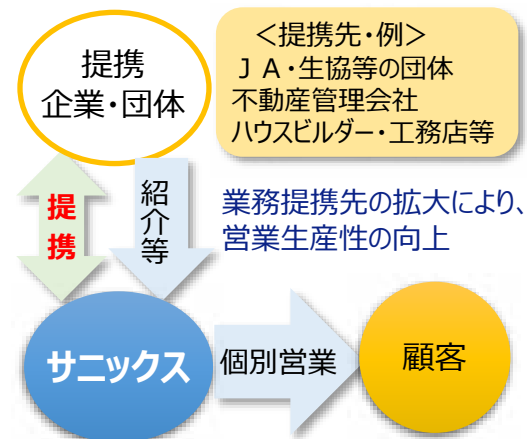 提携
企業・団体
＜提携先・例＞
ＪＡ・生協等の団体
不動産管理会社
ハウスビルダー・工務店等
提携
紹介等
業務提携先の拡大により、
営業生産性の向上
サニックス
個別営業
顧客